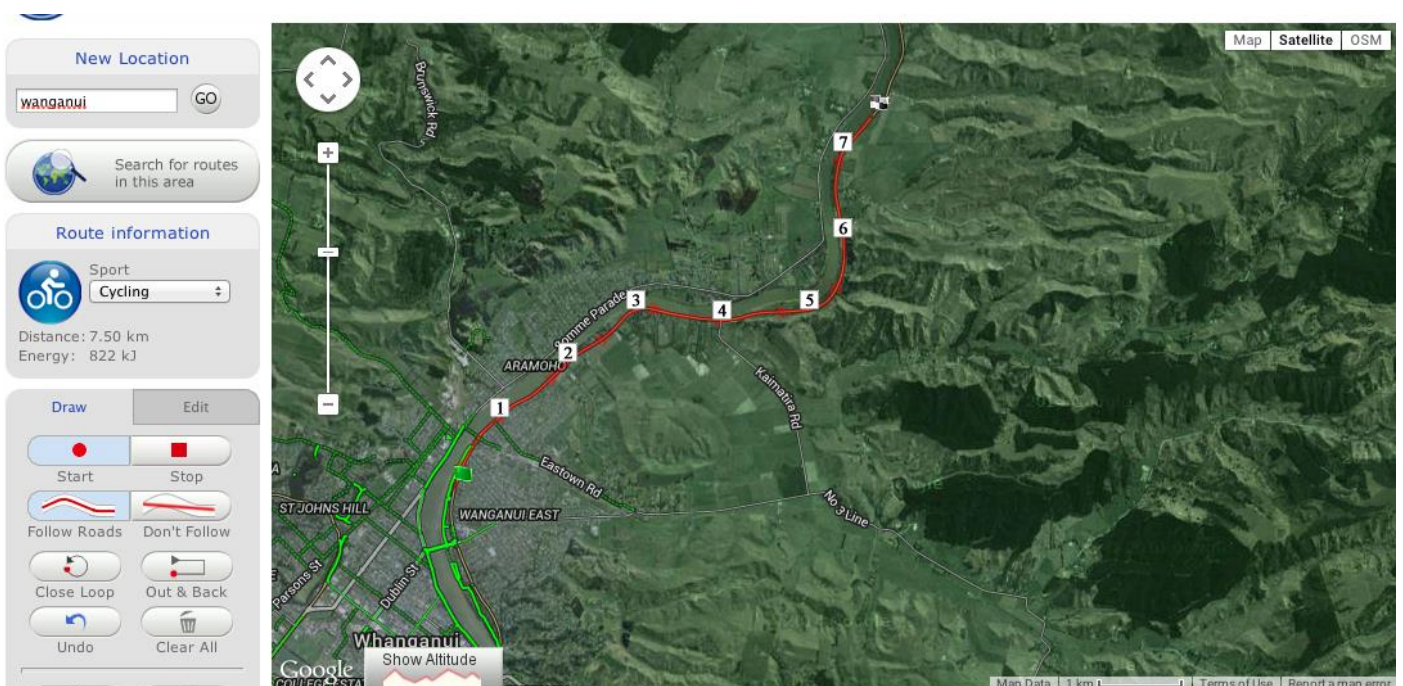 New Location
wanganui
GO
Search for routes
in this area
Route information
Sport
Cycling
Distance: 7.50 km
Energy: 822 kJ
Draw
Edit
Start
Stop
Follow Roads
Don't Follow
Close Loop
Out & Back
Undo
Clear All
Map
Satellite
OSM
Brunswick Rd
7
6
5
4
3
2
1
Somme Parade
ARAMOHO
Kaimatira Rd
Eastown Rd
No 3 Line
ST JOHNS HILL
WANGANUI EAST
Parsons St
Dublin St
Whanganui
Google
Show Altitude
Map Data
1 km
Terms of Use
Report a map error